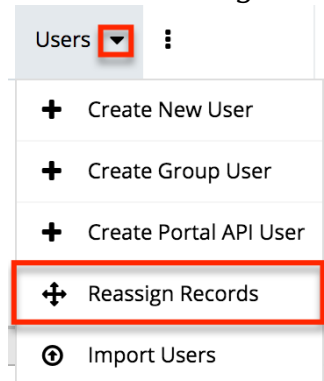 Users
Create New User
Create Group User
Create Portal API User
Reassign Records
Import Users